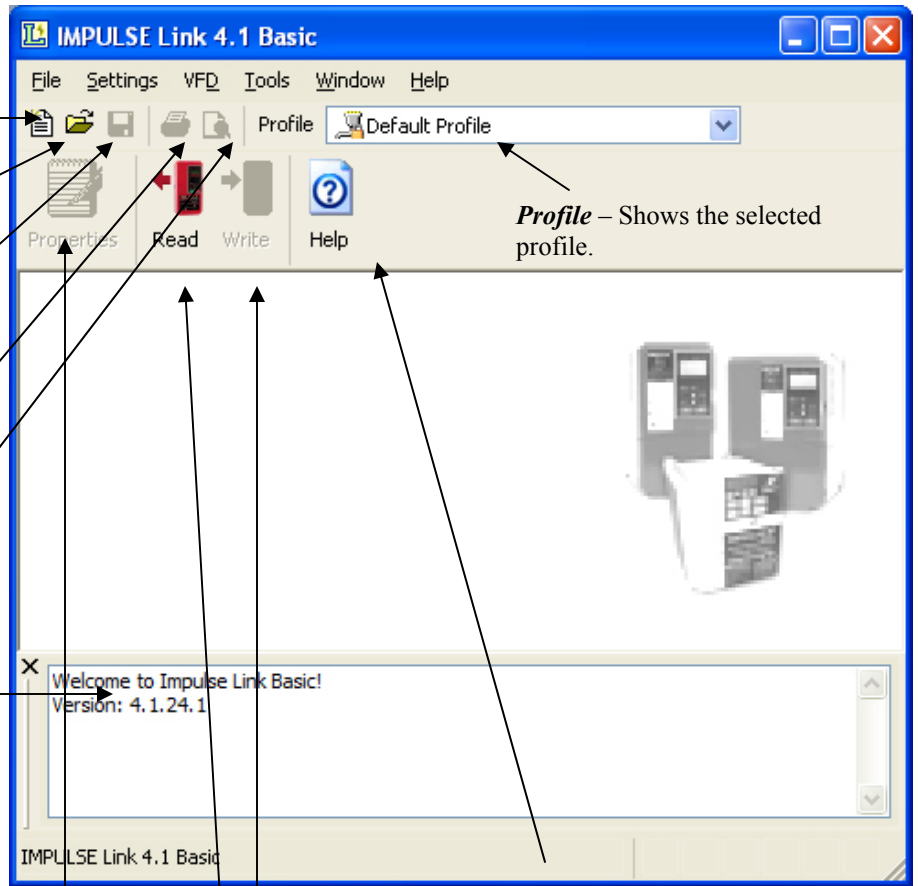 IMPULSE Link 4.1 Basic
File Settings VFD Tools Window Help
Profile Default Profile
Properties Read Write Help
Profile – Shows the selected
profile.
Welcome to Impulse Link Basic!
Version: 4.1.24.1
IMPULSE Link 4.1 Basic